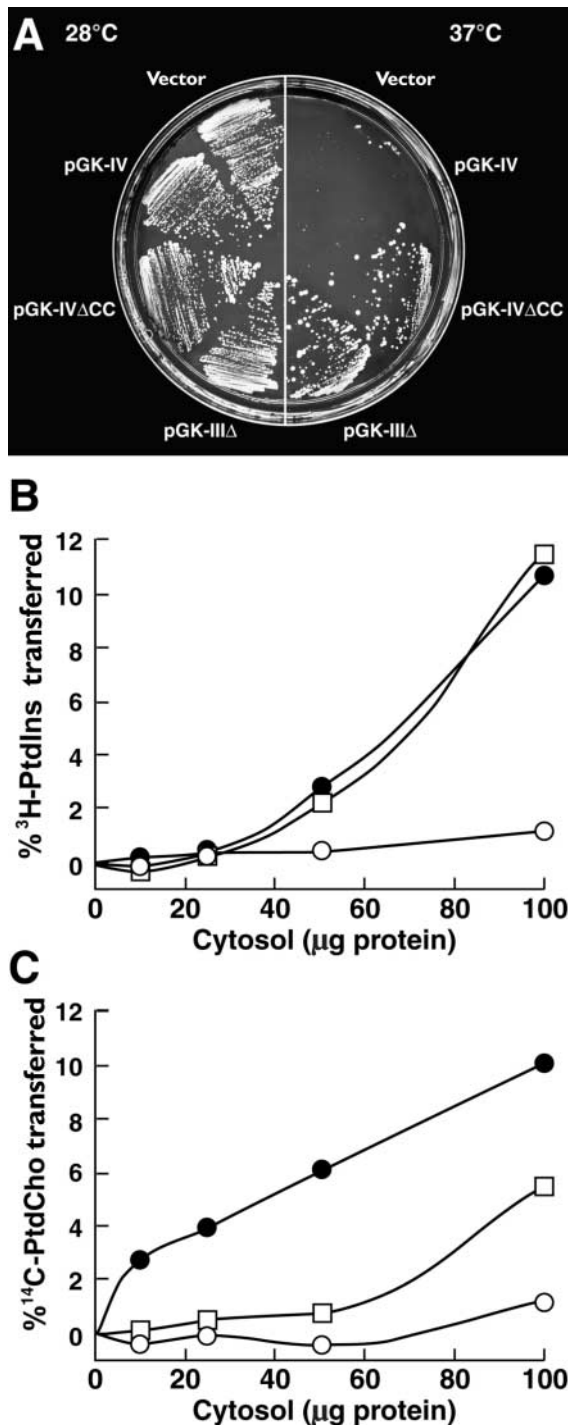 A 28°C 37°C
Vector Vector
pGK-IV pGK-IV
pGK-IVΔCC pGK-IVΔCC
pGK-IIIΔ pGK-IIIΔ
B
12
10
8
6
4
2
0
% ³H-PtdIns transferred
0 20 40 60 80 100
Cytosol (μg protein)
C
12
10
8
6
4
2
0
%¹⁴C-PtdCho transferred
0 20 40 60 80 100
Cytosol (μg protein)